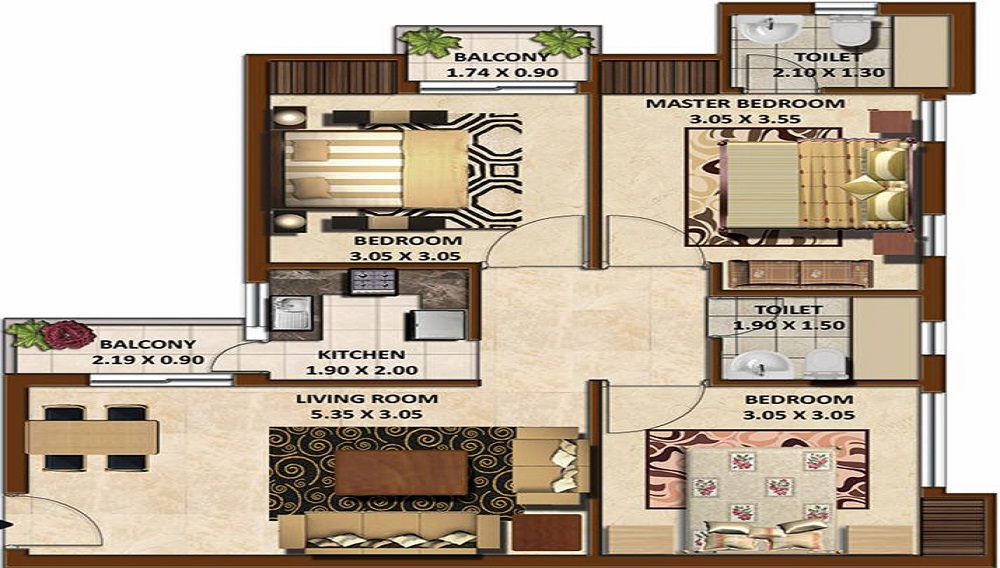 BALCONY
1.74 X 0.90
TOILET
2.10 X 1.30
MASTER BEDROOM
3.05 X 3.55
BEDROOM
3.05 X 3.05
TOILET
1.90 X 1.50
BALCONY
2.19 X 0.90
KITCHEN
1.90 X 2.00
LIVING ROOM
5.35 X 3.05
BEDROOM
3.05 X 3.05